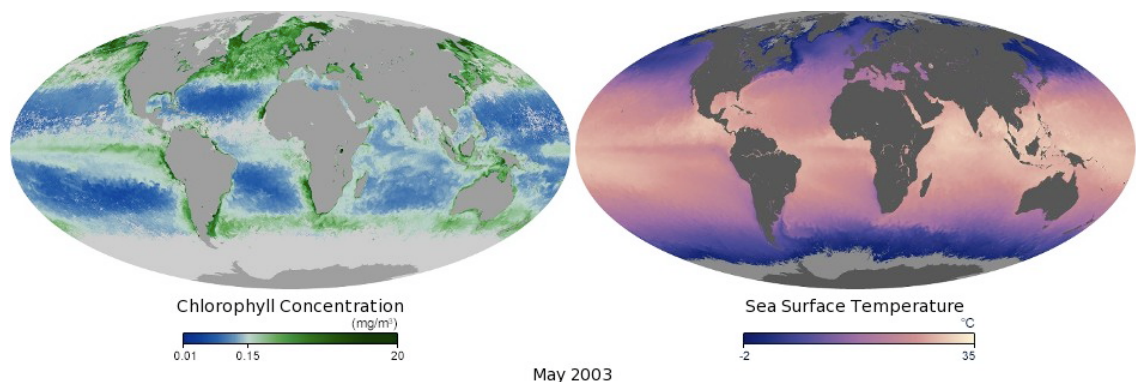 Chlorophyll Concentration
(mg/m³)
0.01 0.15 20
Sea Surface Temperature
°C
-2 35
May 2003